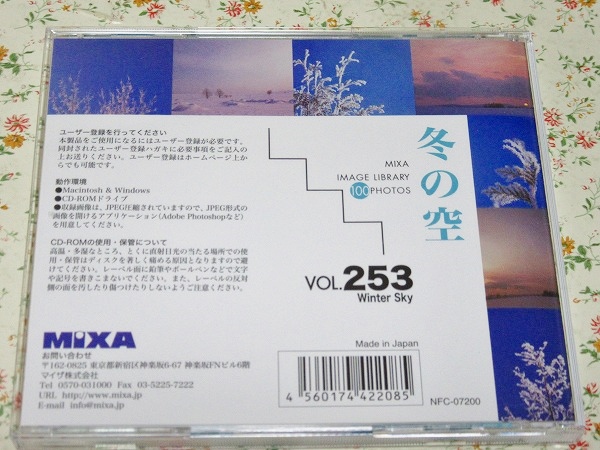 ユーザー登録を行ってください
本製品をご使用になるにはユーザー登録が必要です。
同封されたユーザー登録ハガキに必要事項をご記入の
上お送りください。ユーザー登録はホームページ上か
らでも可能です。
動作環境
●Macintosh & Windows
●CD-ROMドライブ
●収録画像は、JPEG圧縮されていますので、JPEG形式の
画像を開けるアプリケーション(Adobe Photoshopなど)
を用意してください。
CD-ROMの使用・保管について
高温・多湿なところ、とくに直射日光の当たる場所での使
用・保管はディスクを著しく痛める原因となりますので避
けてください。レーベル面に鉛筆やボールペンなどで文字
や記号を書きこまないでください。また、レーベルの反対
側の面を汚したり傷つけたりしないようご注意ください。
MIXA
お問い合わせ
〒162-0825 東京都新宿区神楽坂6-67 神楽坂FNビル6階
マイザ株式会社
Tel 0570-031000 Fax 03-5225-7222
URL http://www.mixa.jp
E-mail info@mixa.jp
冬の空
MIXA
IMAGE LIBRARY
100PHOTOS
VOL.253
Winter Sky
Made in Japan
4 560174 422085
NFC-07200